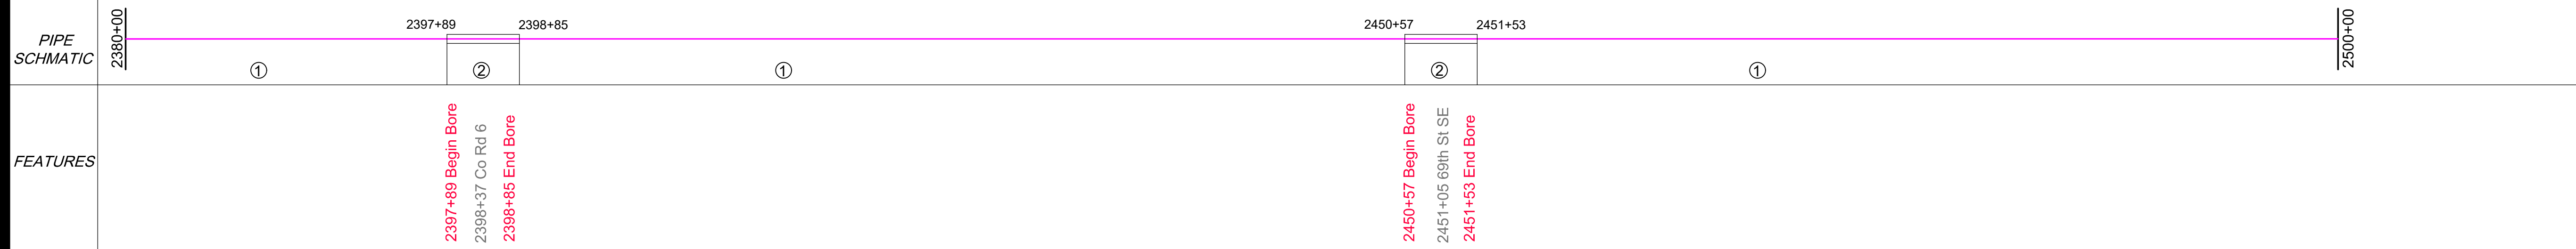 PIPE
SCHMATIC
2380+00
2397+89
2398+85
2450+57
2451+53
2500+00
1
2
1
2
1
FEATURES
2397+89 Begin Bore
2398+37 Co Rd 6
2398+85 End Bore
2450+57 Begin Bore
2451+05 69th St SE
2451+53 End Bore